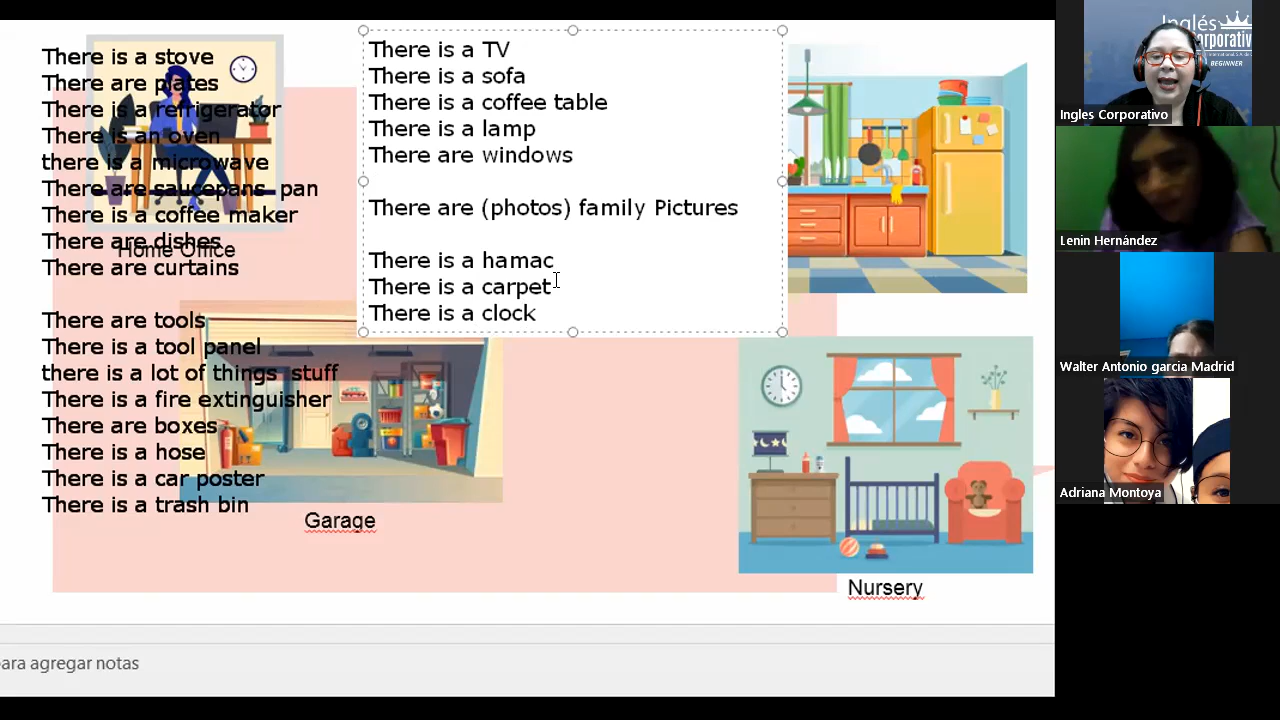 There is a stove
There are plates
There is a refrigerator
There is an oven
there is a microwave
There are saucepans  pan
There is a coffee maker
There are dishes
Home Office
There are curtains
There are tools
There is a tool panel
there is a lot of things  stuff
There is a fire extinguisher
There are boxes
There is a hose
There is a car poster
There is a trash bin
Garage
There is a TV
There is a sofa
There is a coffee table
There is a lamp
There are windows
There are (photos) family Pictures
There is a hamac
There is a carpet
There is a clock
Nursery
ara agregar notas
Inglés
orporativ
BEGINNER
Ingles Corporativo
Lenin Hernández
Walter Antonio garcia Madrid
Adriana Montoya